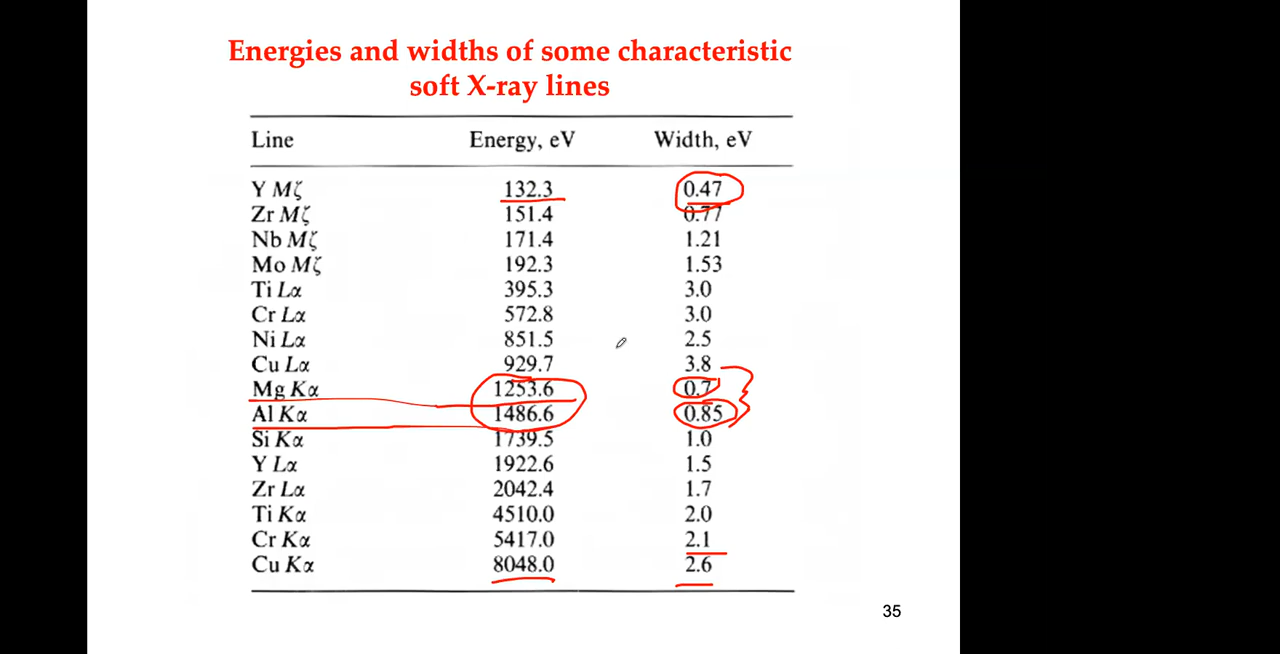 Energies and widths of some characteristic
soft X-ray lines
Line Energy, eV Width, eV
Y Mζ 132.3 0.47
Zr Mζ 151.4 0.77
Nb Mζ 171.4 1.21
Mo Mζ 192.3 1.53
Ti Lα 395.3 3.0
Cr Lα 572.8 3.0
Ni Lα 851.5 2.5
Cu Lα 929.7 3.8
Mg Kα 1253.6 0.7
Al Kα 1486.6 0.85
Si Kα 1739.5 1.0
Y Lα 1922.6 1.5
Zr Lα 2042.4 1.7
Ti Kα 4510.0 2.0
Cr Kα 5417.0 2.1
Cu Kα 8048.0 2.6
35